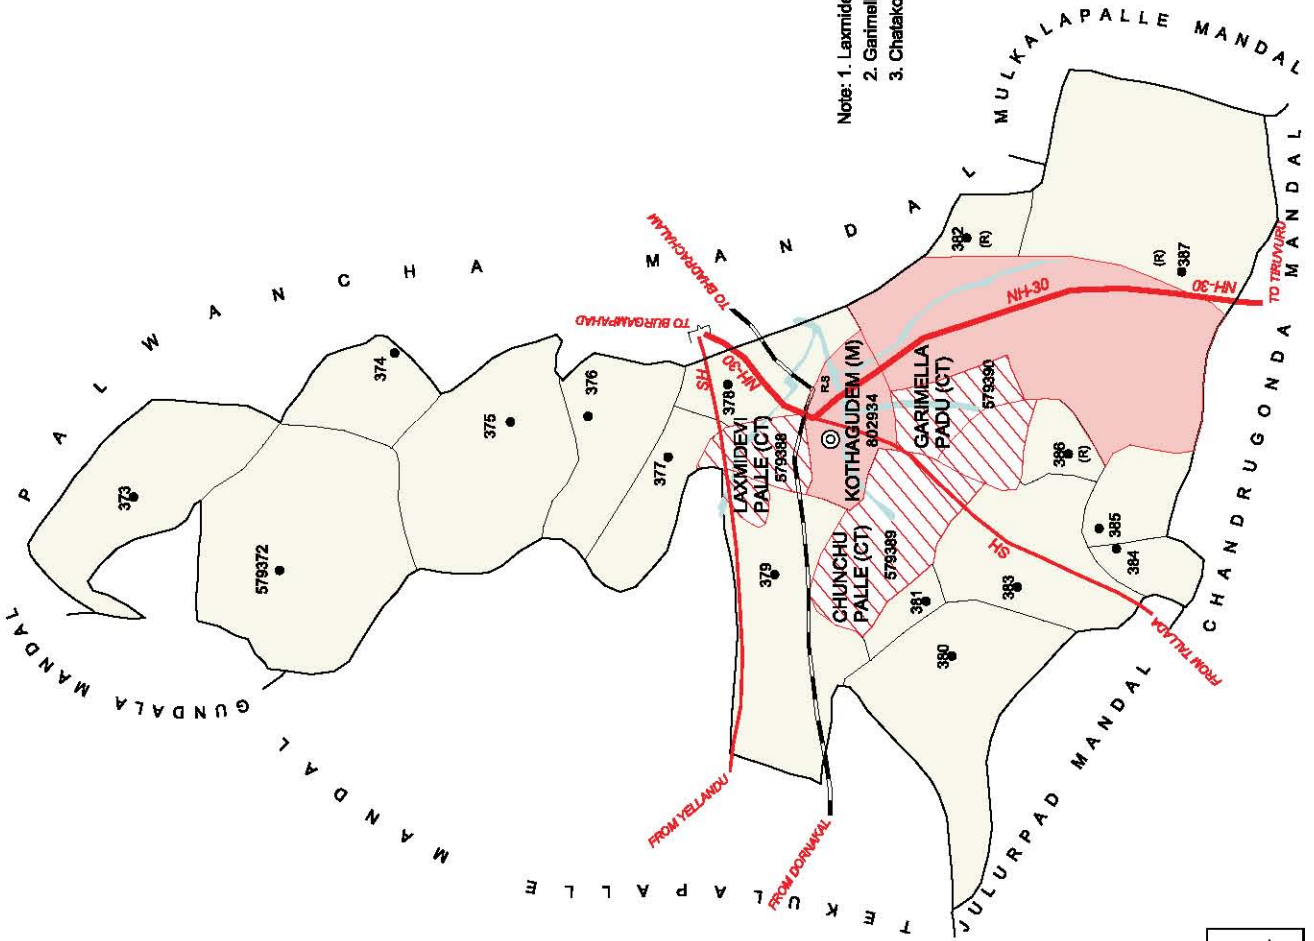 Note: 1. Laxmide
2. Garimel
3. Chatako
PALWANCHA MANDAL
MULKALAPALLE MANDAL
CHANDRUGONDA MANDAL
JULURPAD MANDAL
TEKULAPALLE MANDAL
GUNDALA MANDAL
373
579372
374
375
376
377
378
379
380
381
382
(R)
383
384
385
386
(R)
387
(R)
LAXMIDEVI
PALLE (CT)
579388
CHUNCHU
PALLE (CT)
579389
KOTHAGUDEM (M)
802934
GARIMELLA
PADU (CT)
579390
R.S
TO BURGAMPAHAD
TO BHADRACHALAM
SH
NH-30
NH-30
NH-30
SH
TO TIRUVURU
FROM TALLADA
FROM YELLANDU
FROM DORNAKAL